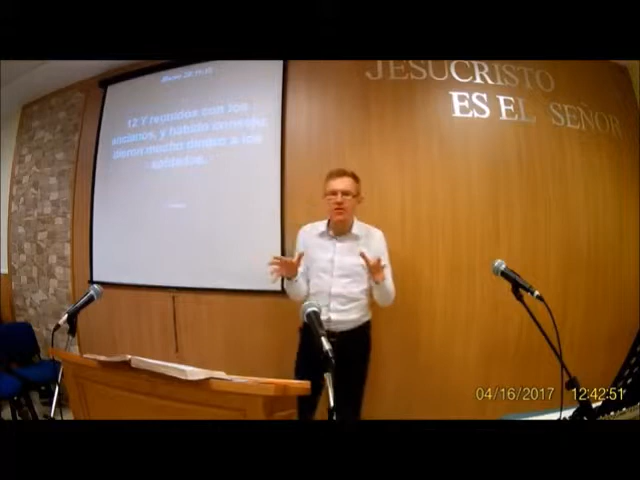 12 Y reunidos con los
ancianos, y habido consejo,
dieron mucho dinero a los
soldados,
JESUCRISTO
ES EL SEÑOR
04/16/2017 12:42:51